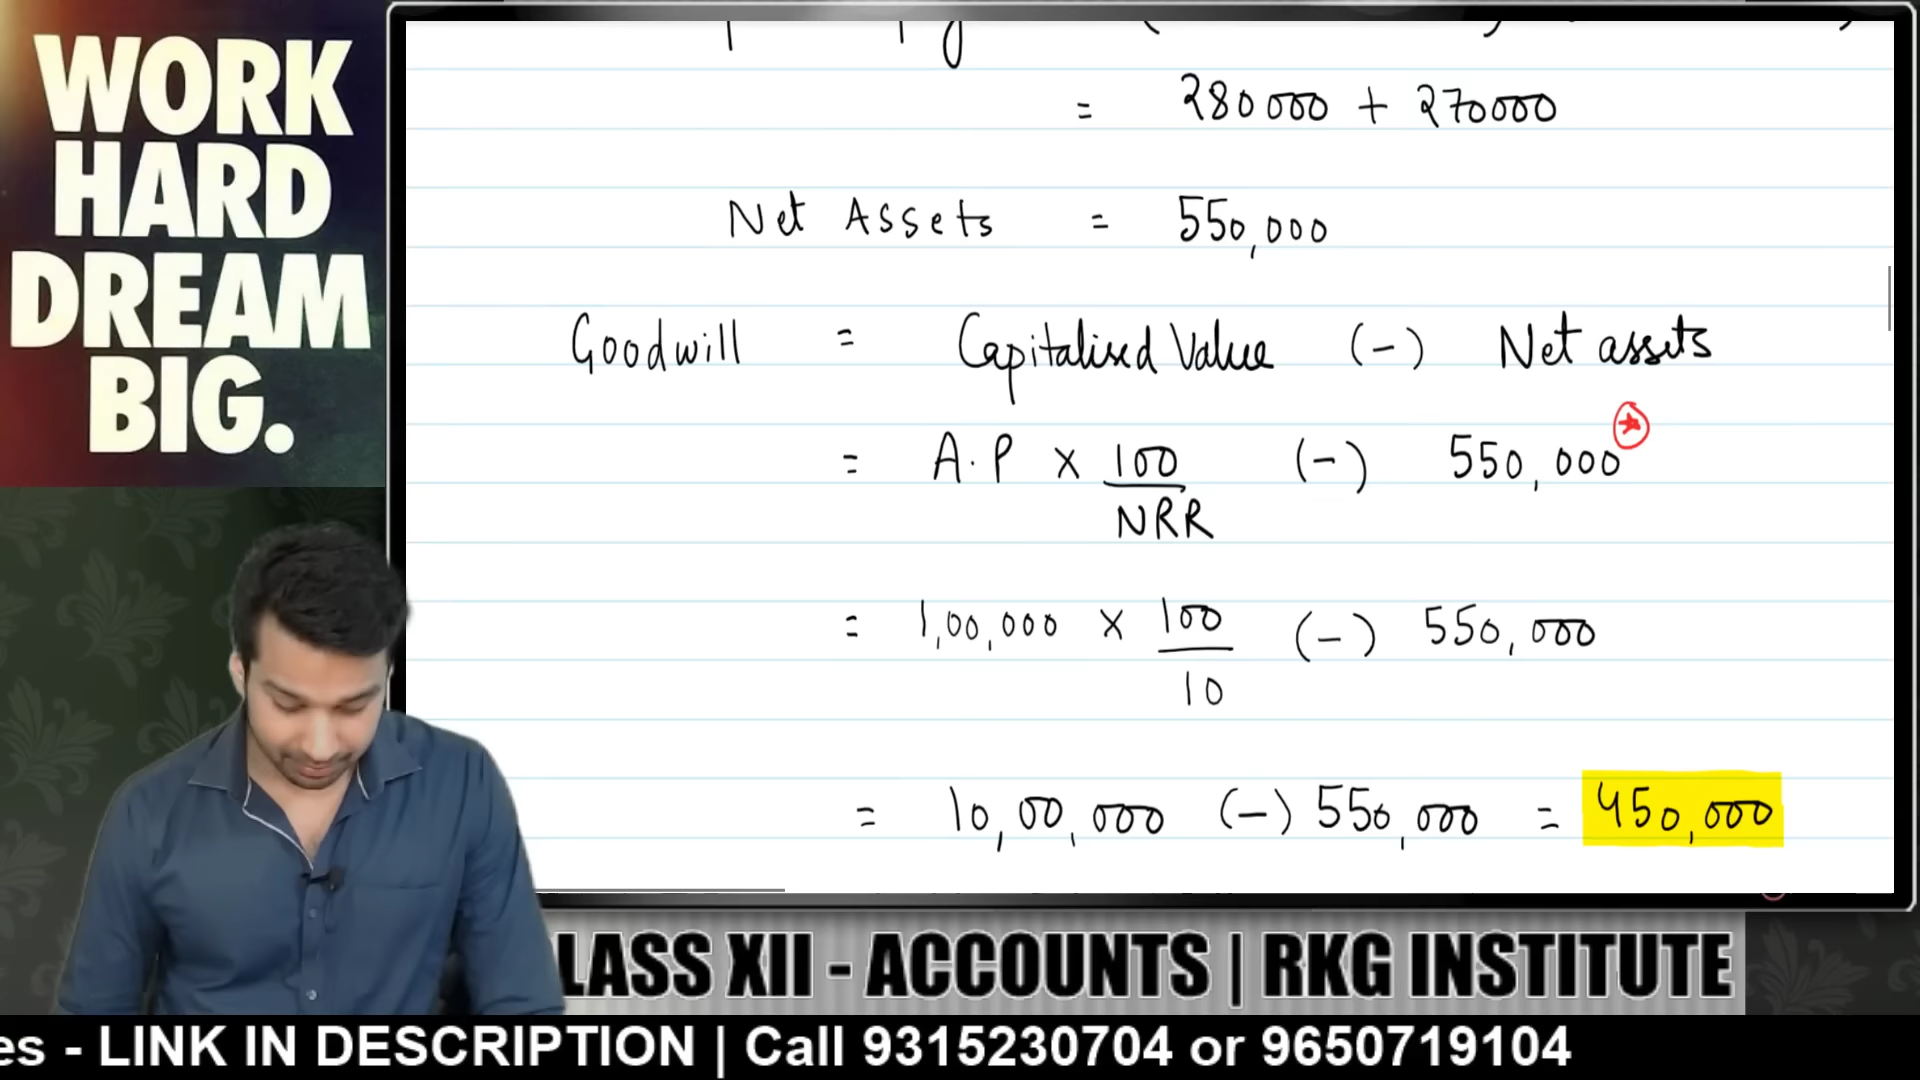 WORK
HARD
DREAM
BIG.
= 280000 + 270000
Net Assets = 550,000
Goodwill = Capitalised Value (-) Net assets
= A.P × 100 (-) 550,000
NRR
= 1,00,000 × 100 (-) 550,000
10
= 10,00,000 (-) 550,000 = 450,000
LASS XII - ACCOUNTS | RKG INSTITUTE
es - LINK IN DESCRIPTION | Call 9315230704 or 9650719104